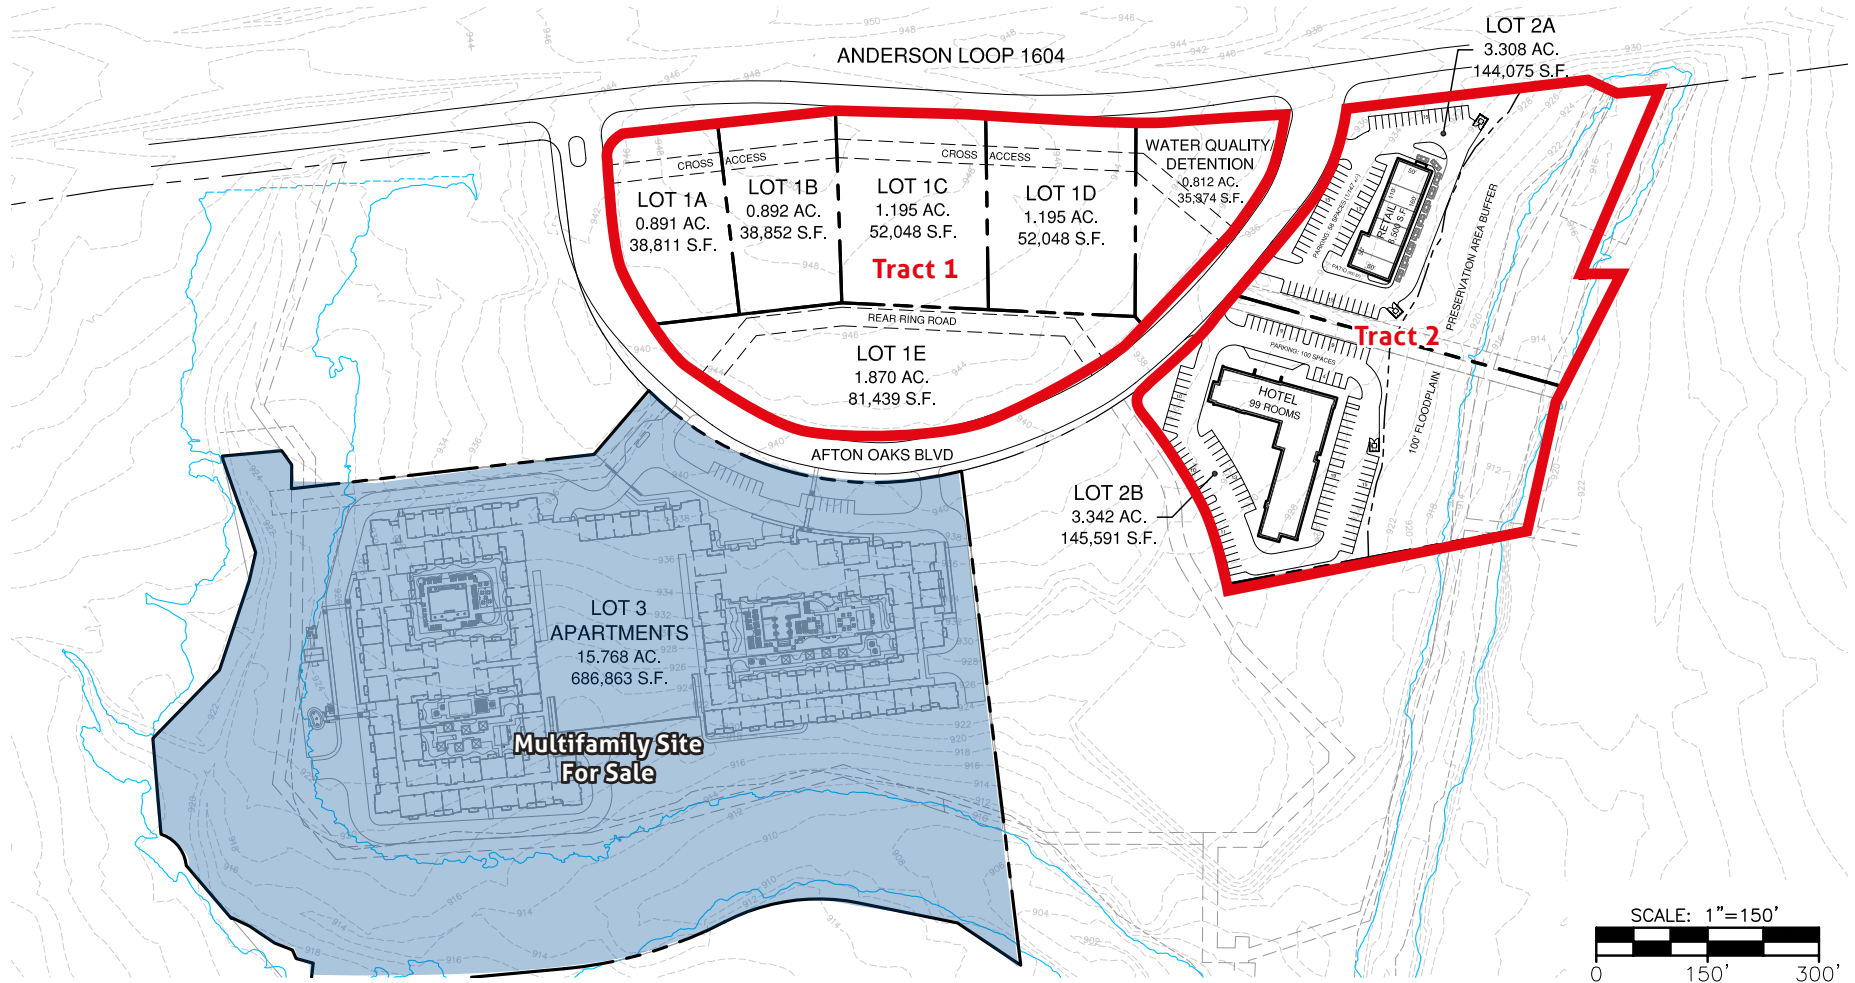 ANDERSON LOOP 1604
LOT 2A
3.308 AC.
144,075 S.F.
CROSS ACCESS
CROSS ACCESS
WATER QUALITY/
DETENTION
0.812 AC.
35,374 S.F.
LOT 1A
0.891 AC.
38,811 S.F.
LOT 1B
0.892 AC.
38,852 S.F.
LOT 1C
1.195 AC.
52,048 S.F.
LOT 1D
1.195 AC.
52,048 S.F.
Tract 1
REAR RING ROAD
LOT 1E
1.870 AC.
81,439 S.F.
AFTON OAKS BLVD
RETAIL
PRESERVATION AREA BUFFER
Tract 2
PARKING: 100 SPACES
HOTEL
99 ROOMS
100' FLOODPLAIN
LOT 2B
3.342 AC.
145,591 S.F.
LOT 3
APARTMENTS
15.768 AC.
686,863 S.F.
Multifamily Site
For Sale
SCALE: 1"=150'
0 150' 300'